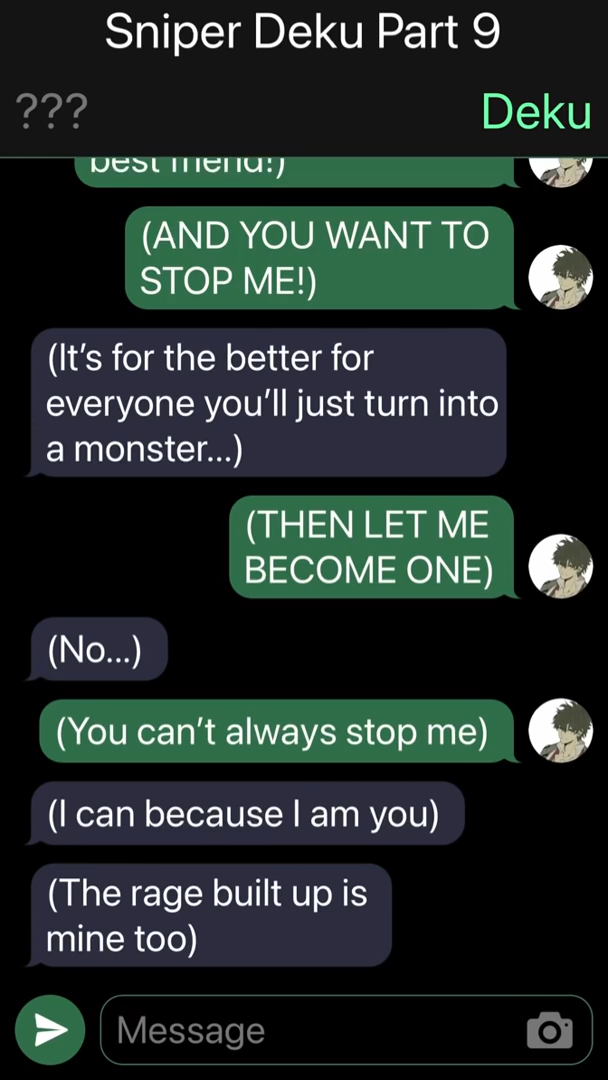 Sniper Deku Part 9
???
Deku
best friend!)
(AND YOU WANT TO
STOP ME!)
(It’s for the better for
everyone you’ll just turn into
a monster...)
(THEN LET ME
BECOME ONE)
(No...)
(You can’t always stop me)
(I can because I am you)
(The rage built up is
mine too)
Message